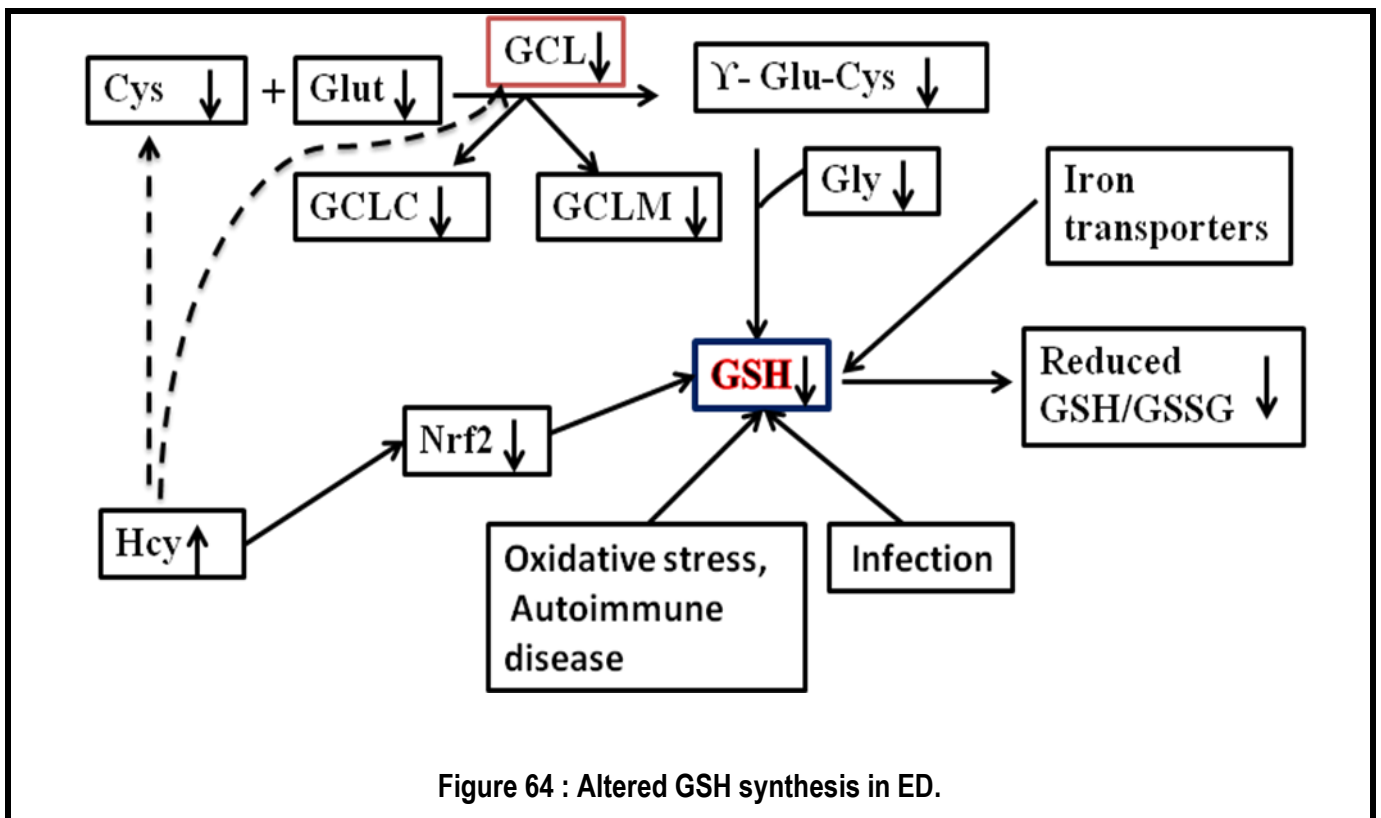 GCL↓
Cys ↓ + Glut↓
ϒ- Glu-Cys ↓
GCLC ↓
GCLM ↓
Gly ↓
Iron
transporters
GSH↓
Reduced
GSH/GSSG ↓
Nrf2 ↓
Hcy↑
Oxidative stress,
Autoimmune
disease
Infection
Figure 64 : Altered GSH synthesis in ED.